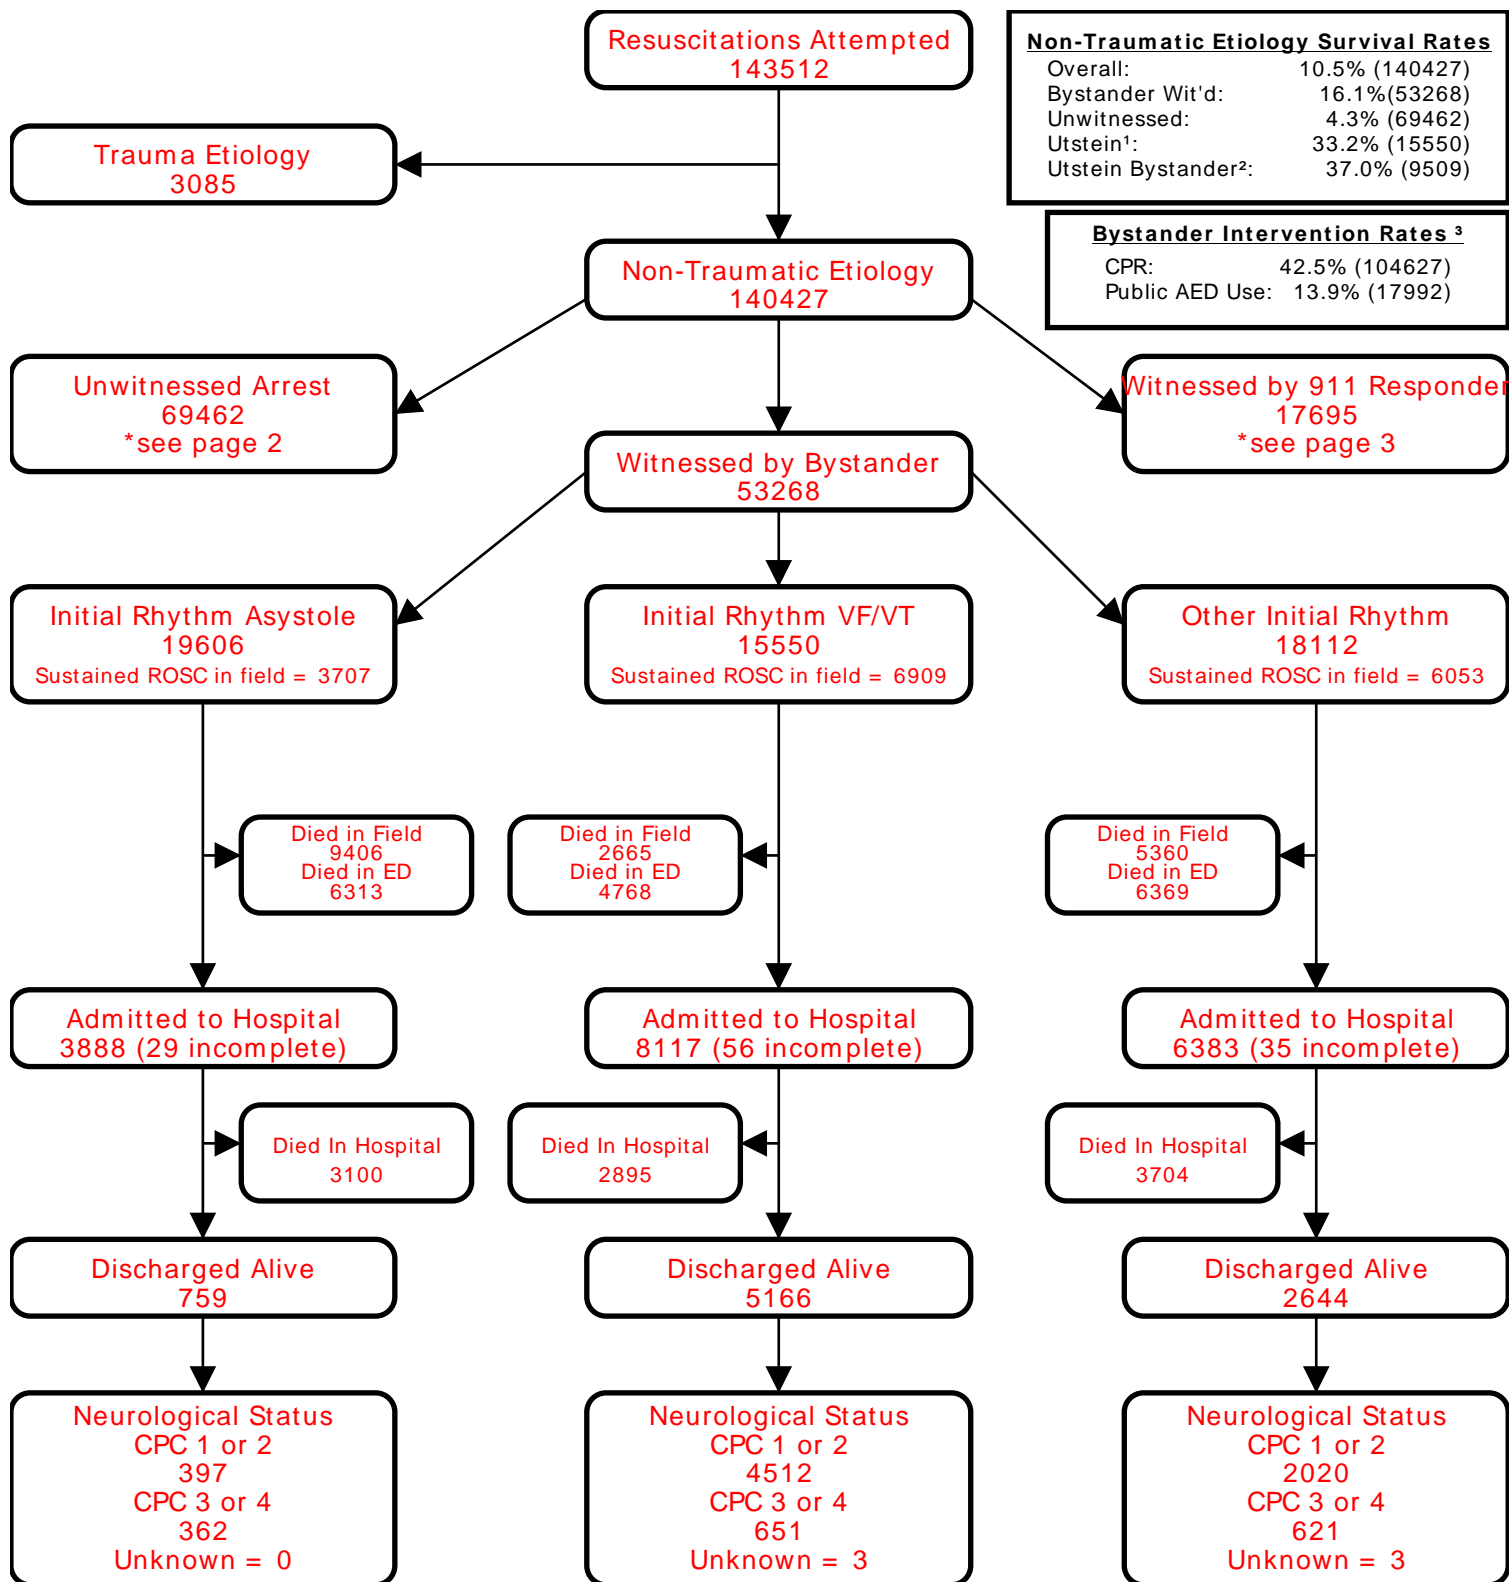 Resuscitations Attempted
143512
Non-Traumatic Etiology Survival Rates
Overall: 10.5% (140427)
Bystander Wit'd: 16.1%(53268)
Unwitnessed: 4.3% (69462)
Utstein¹: 33.2% (15550)
Utstein Bystander²: 37.0% (9509)
Trauma Etiology
3085
Bystander Intervention Rates ³
CPR: 42.5% (104627)
Public AED Use: 13.9% (17992)
Non-Traumatic Etiology
140427
Unwitnessed Arrest
69462
*see page 2
Witnessed by 911 Responder
17695
*see page 3
Witnessed by Bystander
53268
Initial Rhythm Asystole
19606
Sustained ROSC in field = 3707
Initial Rhythm VF/VT
15550
Sustained ROSC in field = 6909
Other Initial Rhythm
18112
Sustained ROSC in field = 6053
Died in Field
9406
Died in ED
6313
Died in Field
2665
Died in ED
4768
Died in Field
5360
Died in ED
6369
Admitted to Hospital
3888 (29 incomplete)
Admitted to Hospital
8117 (56 incomplete)
Admitted to Hospital
6383 (35 incomplete)
Died In Hospital
3100
Died In Hospital
2895
Died In Hospital
3704
Discharged Alive
759
Discharged Alive
5166
Discharged Alive
2644
Neurological Status
CPC 1 or 2
397
CPC 3 or 4
362
Unknown = 0
Neurological Status
CPC 1 or 2
4512
CPC 3 or 4
651
Unknown = 3
Neurological Status
CPC 1 or 2
2020
CPC 3 or 4
621
Unknown = 3